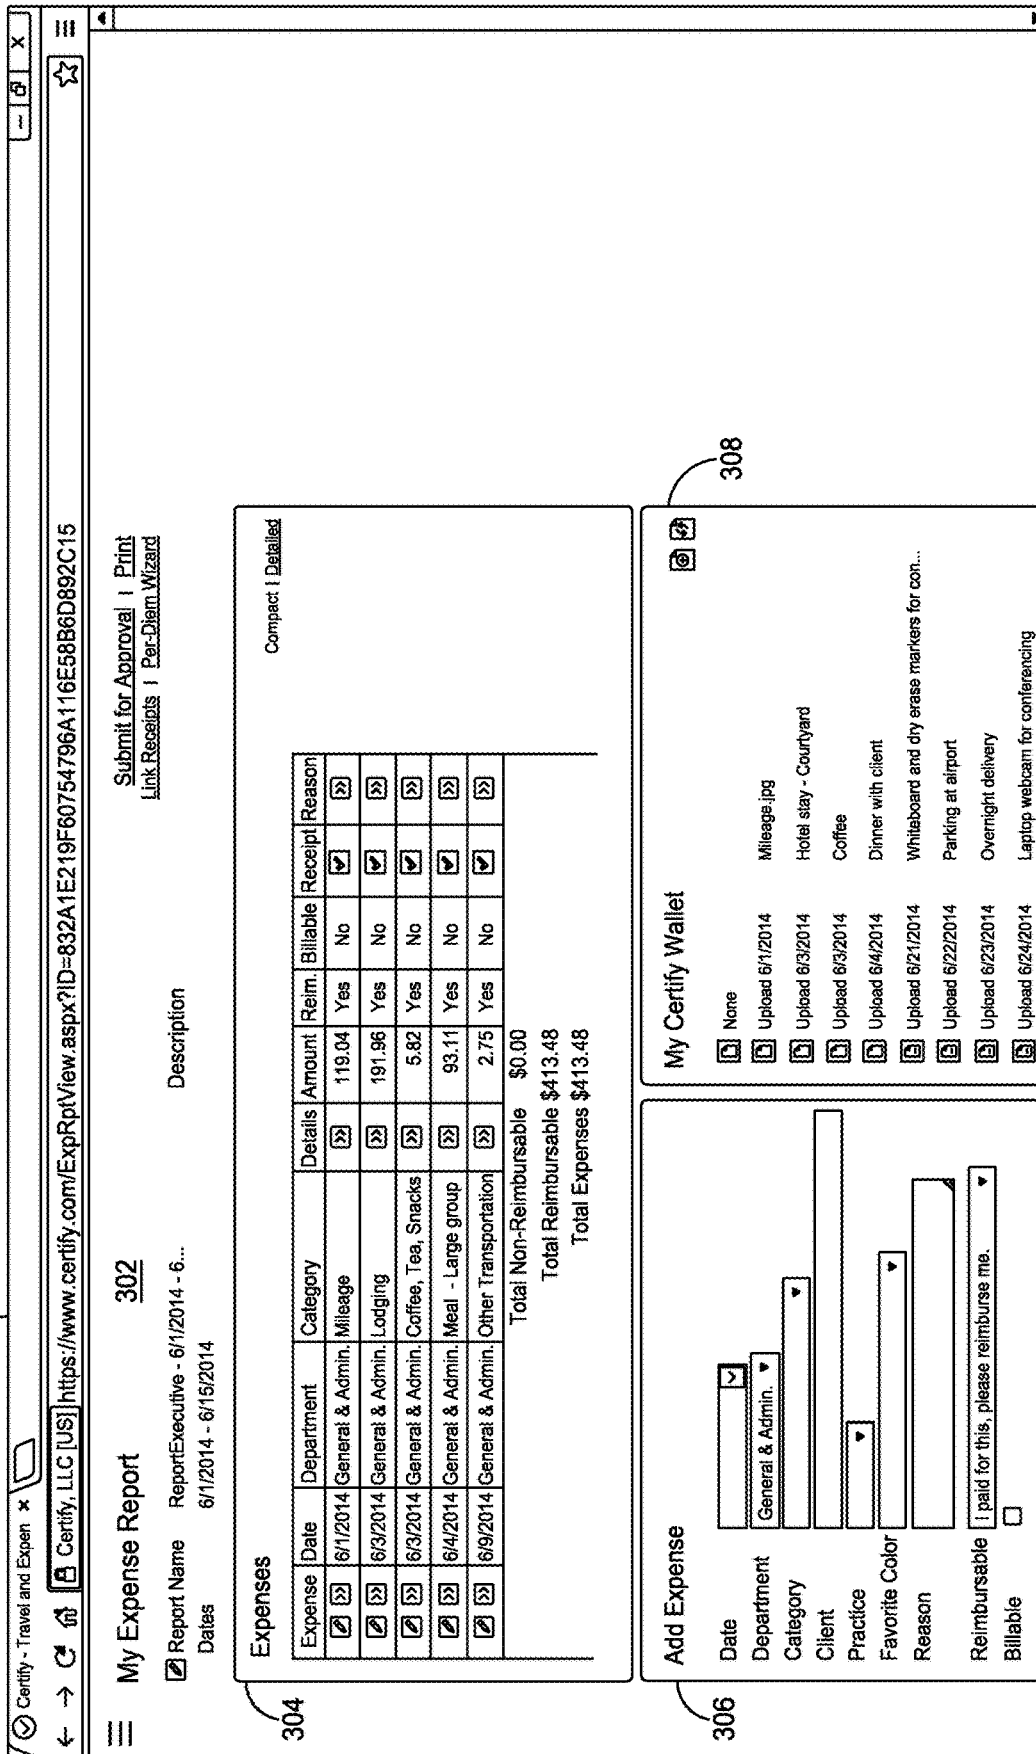 Certify - Travel and Expen ×
Certify, LLC [US] https://www.certify.com/ExpRptView.aspx?ID=832A1E219F60754796A116E58B6D892C15
My Expense Report 302
Submit for Approval | Print
Link Receipts | Per-Diem Wizard
Report Name ReportExecutive - 6/1/2014 - 6... Description
Dates 6/1/2014 - 6/15/2014
304
Expenses
Compact | Detailed
Expense Date Department Category Details Amount Reim. Billable Receipt Reason
6/1/2014 General & Admin. Mileage 119.04 Yes No
6/3/2014 General & Admin. Lodging 191.96 Yes No
6/3/2014 General & Admin. Coffee, Tea, Snacks 5.82 Yes No
6/4/2014 General & Admin. Meal - Large group 93.11 Yes No
6/9/2014 General & Admin. Other Transportation 2.75 Yes No
Total Non-Reimbursable $0.00
Total Reimbursable $413.48
Total Expenses $413.48
306
Add Expense
Date
Department General & Admin.
Category
Client
Practice
Favorite Color
Reason
Reimbursable I paid for this, please reimburse me.
Billable
308
My Certify Wallet
None
Upload 6/1/2014 Mileage.jpg
Upload 6/3/2014 Hotel stay - Courtyard
Upload 6/3/2014 Coffee
Upload 6/4/2014 Dinner with client
Upload 6/21/2014 Whiteboard and dry erase markers for con...
Upload 6/22/2014 Parking at airport
Upload 6/23/2014 Overnight delivery
Upload 6/24/2014 Laptop webcam for conferencing